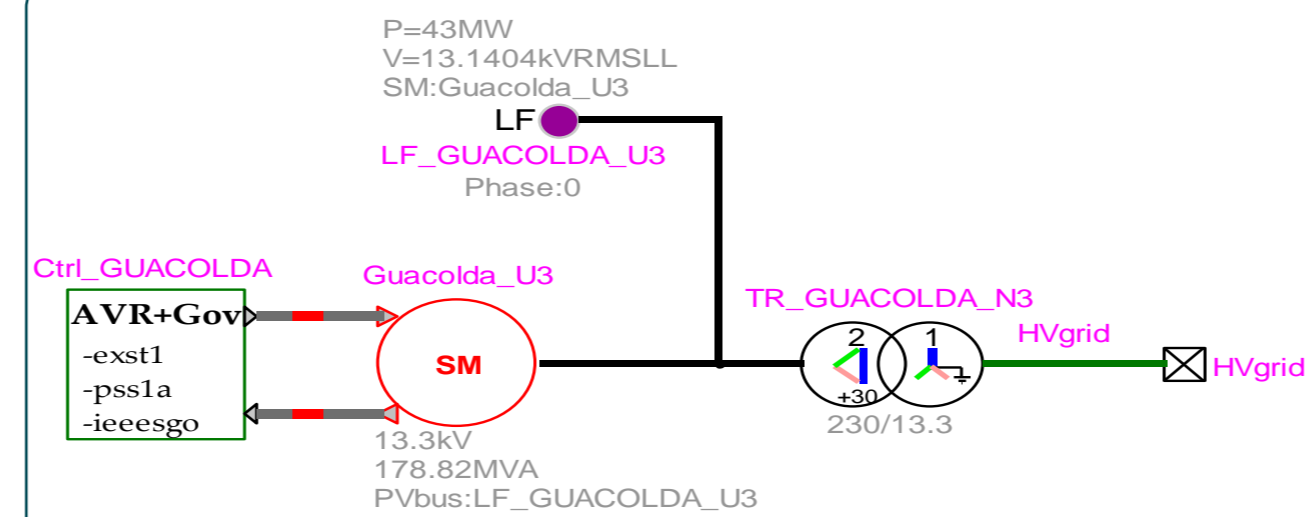 P=43MW
V=13.1404kVRMSLL
SM:Guacolda_U3
LF
LF_GUACOLDA_U3
Phase:0
Ctrl_GUACOLDA
AVR+Gov
-exst1
-pss1a
-ieeesgo
Guacolda_U3
SM
13.3kV
178.82MVA
PVbus:LF_GUACOLDA_U3
TR_GUACOLDA_N3
2
1
+30
230/13.3
HVgrid
HVgrid